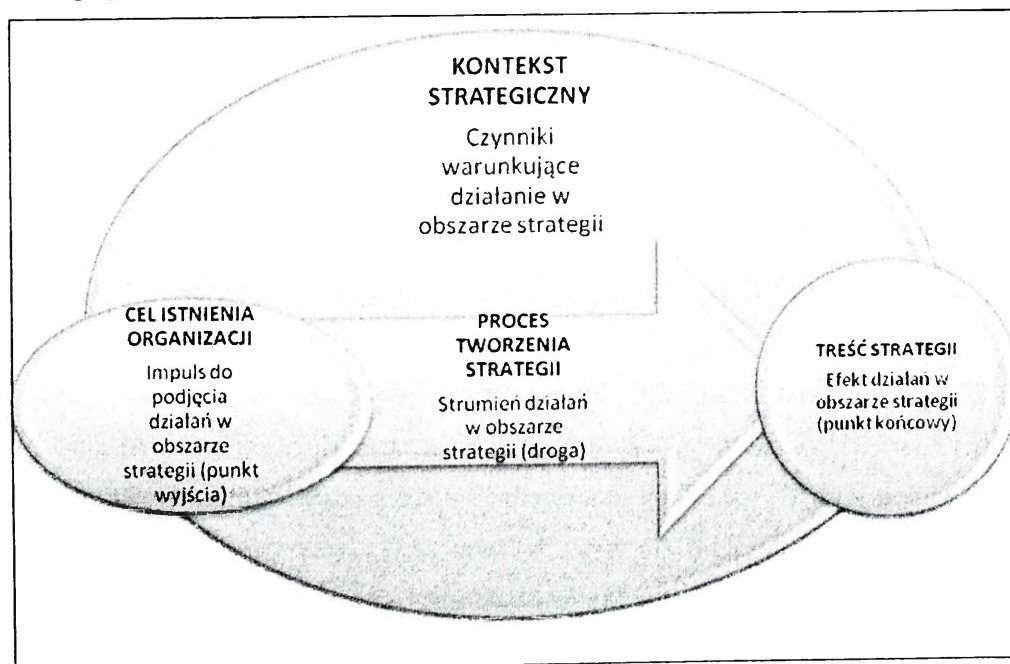 KONTEKST
STRATEGICZNY
Czynniki
warunkujące
działanie w
obszarze strategii
CEL ISTNIENIA
ORGANIZACJI
Impuls do
podjęcia
działań w
obszarze
strategii (punkt
wyjścia)
PROCES
TWORZENIA
STRATEGII
Strumień działań
w obszarze
strategii (droga)
TREŚĆ STRATEGII
Efekt działań w
obszarze strategii
(punkt końcowy)